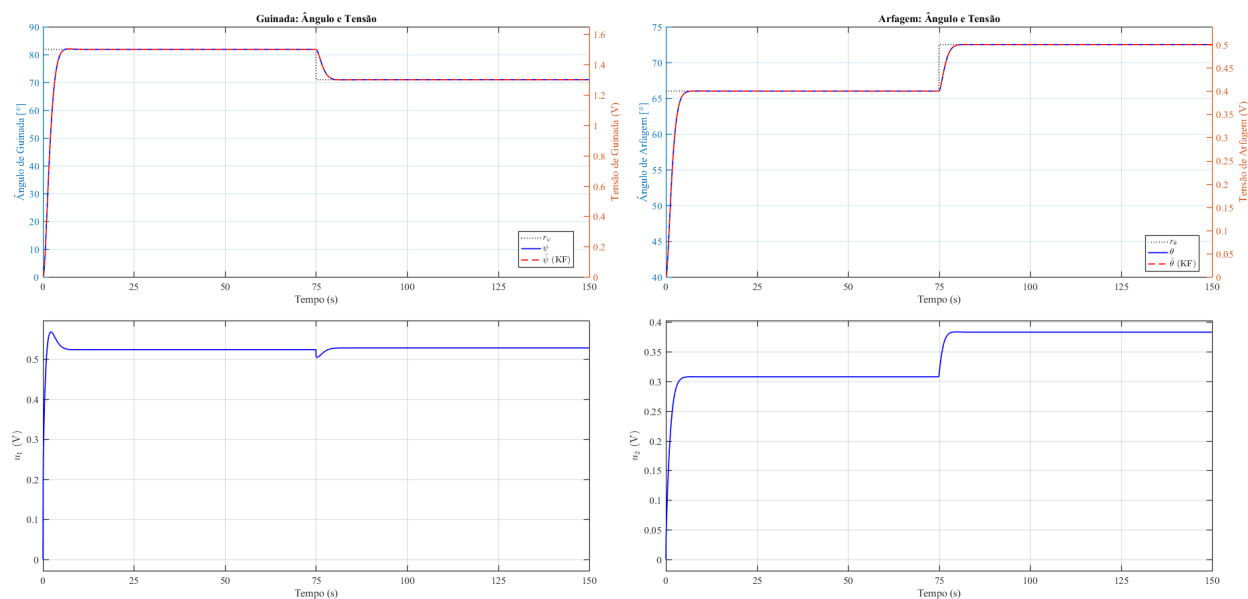 Guinada: Ângulo e Tensão
90
80
70
60
50
40
30
20
10
0
Ângulo de Guinada [°]
1.6
1.4
1.2
1
0.8
0.6
0.4
0.2
0
Tensão de Guinada (V)
r_ψ
ψ
ψ̂ (KF)
0 25 50 75 100 125 150
Tempo (s)
Arfagem: Ângulo e Tensão
75
70
65
60
55
50
45
40
Ângulo de Arfagem [°]
0.5
0.45
0.4
0.35
0.3
0.25
0.2
0.15
0.1
0.05
0
Tensão de Arfagem (V)
r_θ
θ
θ̂ (KF)
0 25 50 75 100 125 150
Tempo (s)
0.5
0.4
0.3
0.2
0.1
0
u₁ (V)
0 25 50 75 100 125 150
Tempo (s)
0.4
0.35
0.3
0.25
0.2
0.15
0.1
0.05
0
u₂ (V)
0 25 50 75 100 125 150
Tempo (s)